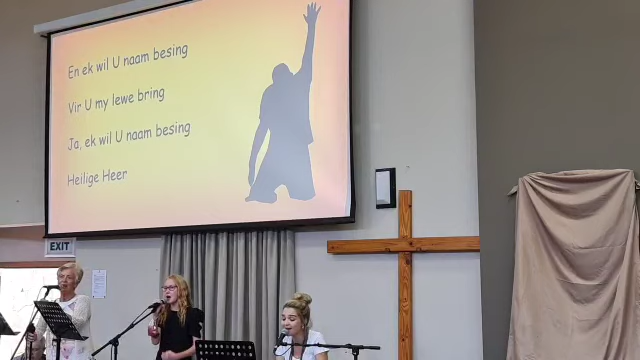 En ek wil U naam besing
Vir U my lewe bring
Ja, ek wil U naam besing
Heilige Heer
EXIT